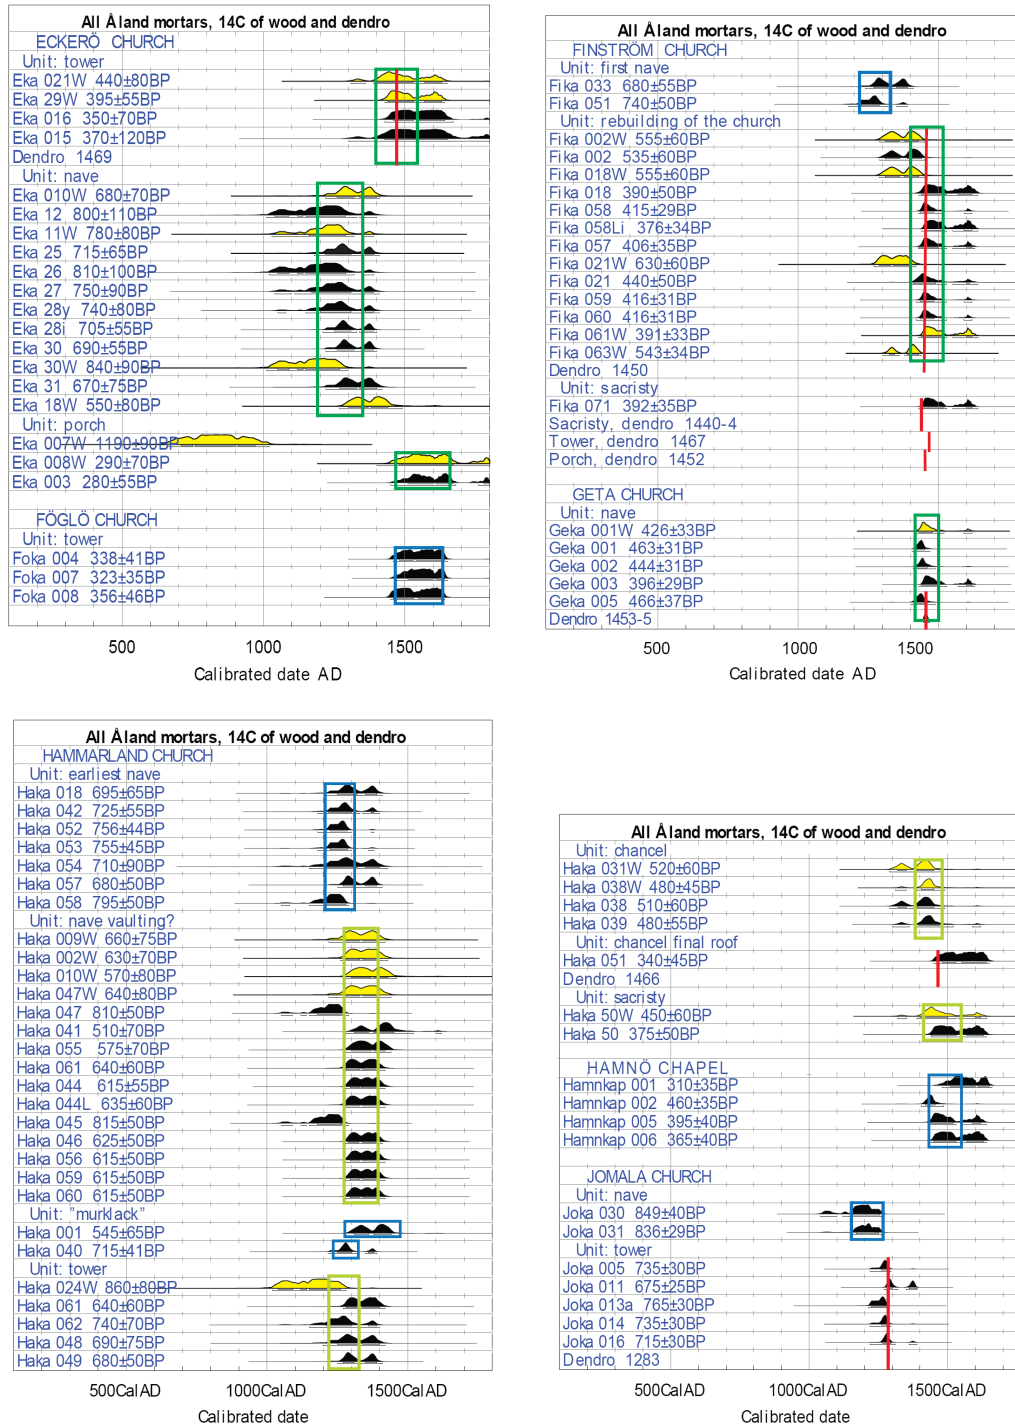 All Åland mortars, 14C of wood and dendro
ECKERÖ CHURCH
Unit: tower
Eka 021W 440±80BP
Eka 29W 395±55BP
Eka 016 350±70BP
Eka 015 370±120BP
Dendro 1469
Unit: nave
Eka 010W 680±70BP
Eka 12 800±110BP
Eka 11W 780±80BP
Eka 25 715±65BP
Eka 26 810±100BP
Eka 27 750±90BP
Eka 28y 740±80BP
Eka 28i 705±55BP
Eka 30 690±55BP
Eka 30W 840±90BP
Eka 31 670±75BP
Eka 18W 550±80BP
Unit: porch
Eka 007W 1190±90BP
Eka 008W 290±70BP
Eka 003 280±55BP
FÖGLÖ CHURCH
Unit: tower
Foka 004 338±41BP
Foka 007 323±35BP
Foka 008 356±46BP
500 1000 1500
Calibrated date AD
All Åland mortars, 14C of wood and dendro
FINSTRÖM CHURCH
Unit: first nave
Fika 033 680±55BP
Fika 051 740±50BP
Unit: rebuilding of the church
Fika 002W 555±60BP
Fika 002 535±60BP
Fika 018W 555±60BP
Fika 018 390±50BP
Fika 058 415±29BP
Fika 058Li 376±34BP
Fika 057 406±35BP
Fika 021W 630±60BP
Fika 021 440±50BP
Fika 059 416±31BP
Fika 060 416±31BP
Fika 061W 391±33BP
Fika 063W 543±34BP
Dendro 1450
Unit: sacristy
Fika 071 392±35BP
Sacristy, dendro 1440-4
Tower, dendro 1467
Porch, dendro 1452
GETA CHURCH
Unit: nave
Geka 001W 426±33BP
Geka 001 463±31BP
Geka 002 444±31BP
Geka 003 396±29BP
Geka 005 466±37BP
Dendro 1453-5
500 1000 1500
Calibrated date AD
All Åland mortars, 14C of wood and dendro
HAMMARLAND CHURCH
Unit: earliest nave
Haka 018 695±65BP
Haka 042 725±55BP
Haka 052 756±44BP
Haka 053 755±45BP
Haka 054 710±90BP
Haka 057 680±50BP
Haka 058 795±50BP
Unit: nave vaulting?
Haka 009W 660±75BP
Haka 002W 630±70BP
Haka 010W 570±80BP
Haka 047W 640±80BP
Haka 047 810±50BP
Haka 041 510±70BP
Haka 055 575±70BP
Haka 061 640±60BP
Haka 044 615±55BP
Haka 044L 635±60BP
Haka 045 815±50BP
Haka 046 625±50BP
Haka 056 615±50BP
Haka 059 615±50BP
Haka 060 615±50BP
Unit: "murklack"
Haka 001 545±65BP
Haka 040 715±41BP
Unit: tower
Haka 024W 860±80BP
Haka 061 640±60BP
Haka 062 740±70BP
Haka 048 690±75BP
Haka 049 680±50BP
500CalAD 1000CalAD 1500CalAD
Calibrated date
All Åland mortars, 14C of wood and dendro
Unit: chancel
Haka 031W 520±60BP
Haka 038W 480±45BP
Haka 038 510±60BP
Haka 039 480±55BP
Unit: chancel final roof
Haka 051 340±45BP
Dendro 1466
Unit: sacristy
Haka 50W 450±60BP
Haka 50 375±50BP
HAMNÖ CHAPEL
Hamnkap 001 310±35BP
Hamnkap 002 460±35BP
Hamnkap 005 395±40BP
Hamnkap 006 365±40BP
JOMALA CHURCH
Unit: nave
Joka 030 849±40BP
Joka 031 836±29BP
Unit: tower
Joka 005 735±30BP
Joka 011 675±25BP
Joka 013a 765±30BP
Joka 014 735±30BP
Joka 016 715±30BP
Dendro 1283
500CalAD 1000CalAD 1500CalAD
Calibrated date